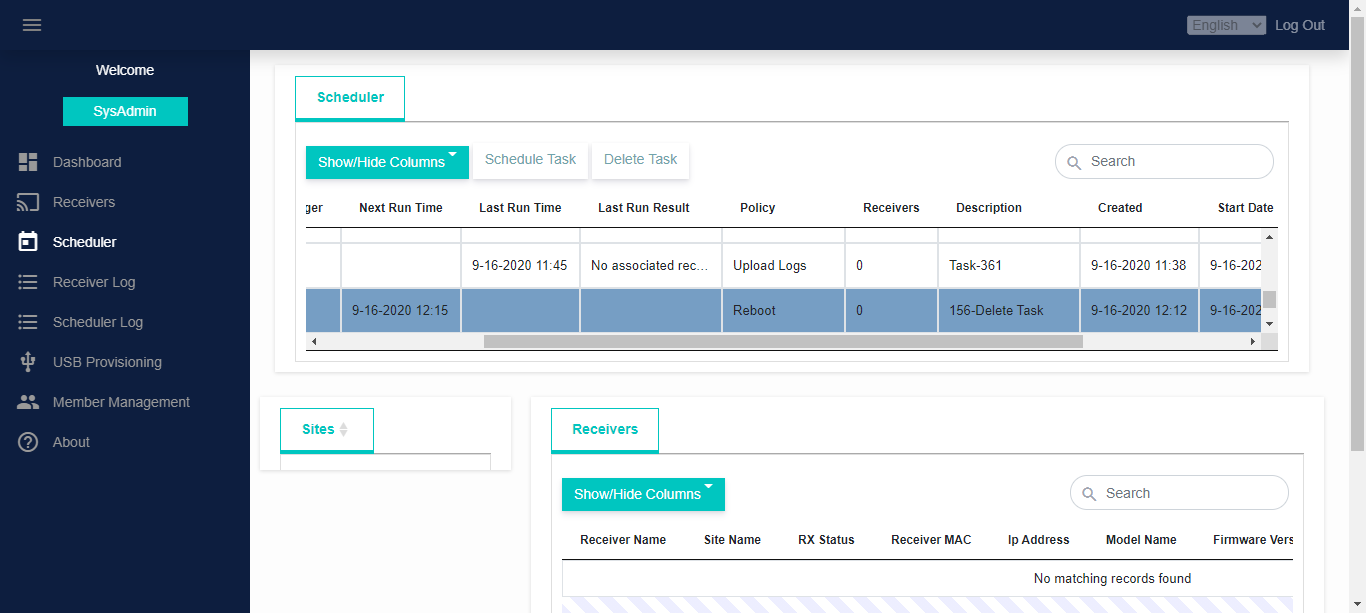 English Log Out
Welcome
SysAdmin
Dashboard
Receivers
Scheduler
Receiver Log
Scheduler Log
USB Provisioning
Member Management
About
Scheduler
Show/Hide Columns Schedule Task Delete Task Search
ger Next Run Time Last Run Time Last Run Result Policy Receivers Description Created Start Date
9-16-2020 11:45 No associated rec... Upload Logs 0 Task-361 9-16-2020 11:38 9-16-202
9-16-2020 12:15 Reboot 0 156-Delete Task 9-16-2020 12:12 9-16-202
Sites
Receivers
Show/Hide Columns Search
Receiver Name Site Name RX Status Receiver MAC Ip Address Model Name Firmware Vers
No matching records found